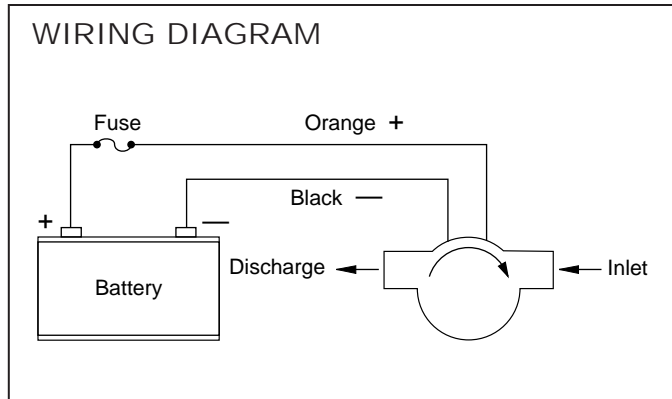 WIRING DIAGRAM
Fuse
Orange +
Black —
+
—
Battery
Discharge
Inlet